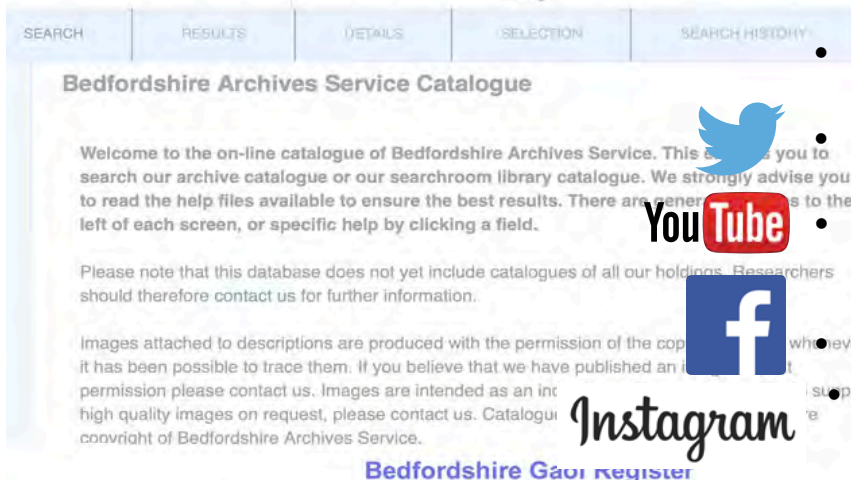 SEARCH RESULTS DETAILS SELECTION SEARCH HISTORY
Bedfordshire Archives Service Catalogue
Welcome to the on-line catalogue of Bedfordshire Archives Service. This you to
search our archive catalogue or our searchroom library catalogue. We strongly advise you
to read the help files available to ensure the best results. There are to the
left of each screen, or specific help by clicking a field.
YouTube
Please note that this database does not yet include catalogues of all our holdings. Researchers
should therefore contact us for further information.
Images attached to descriptions are produced with the permission of the
it has been possible to trace them. If you believe that we have published an
permission please contact us. Images are intended as an
high quality images on request, please contact us.
copyright of Bedfordshire Archives Service.
f
Instagram
Bedfordshire Gaol Register